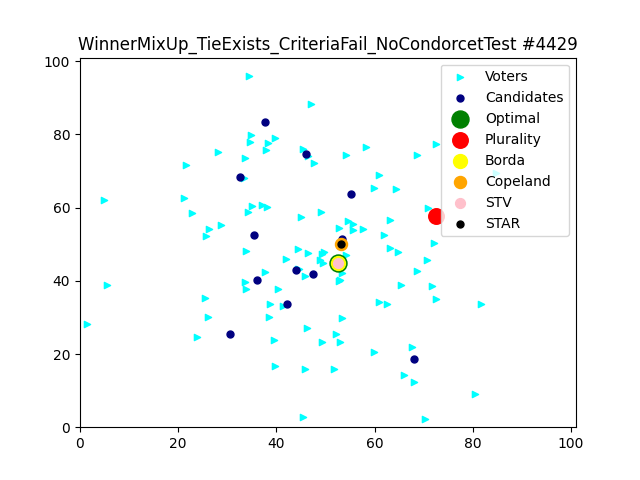 WinnerMixUp_TieExists_CriteriaFail_NoCondorcetTest #4429
100
80
60
40
20
0
0 20 40 60 80 100
Voters
Candidates
Optimal
Plurality
Borda
Copeland
STV
STAR